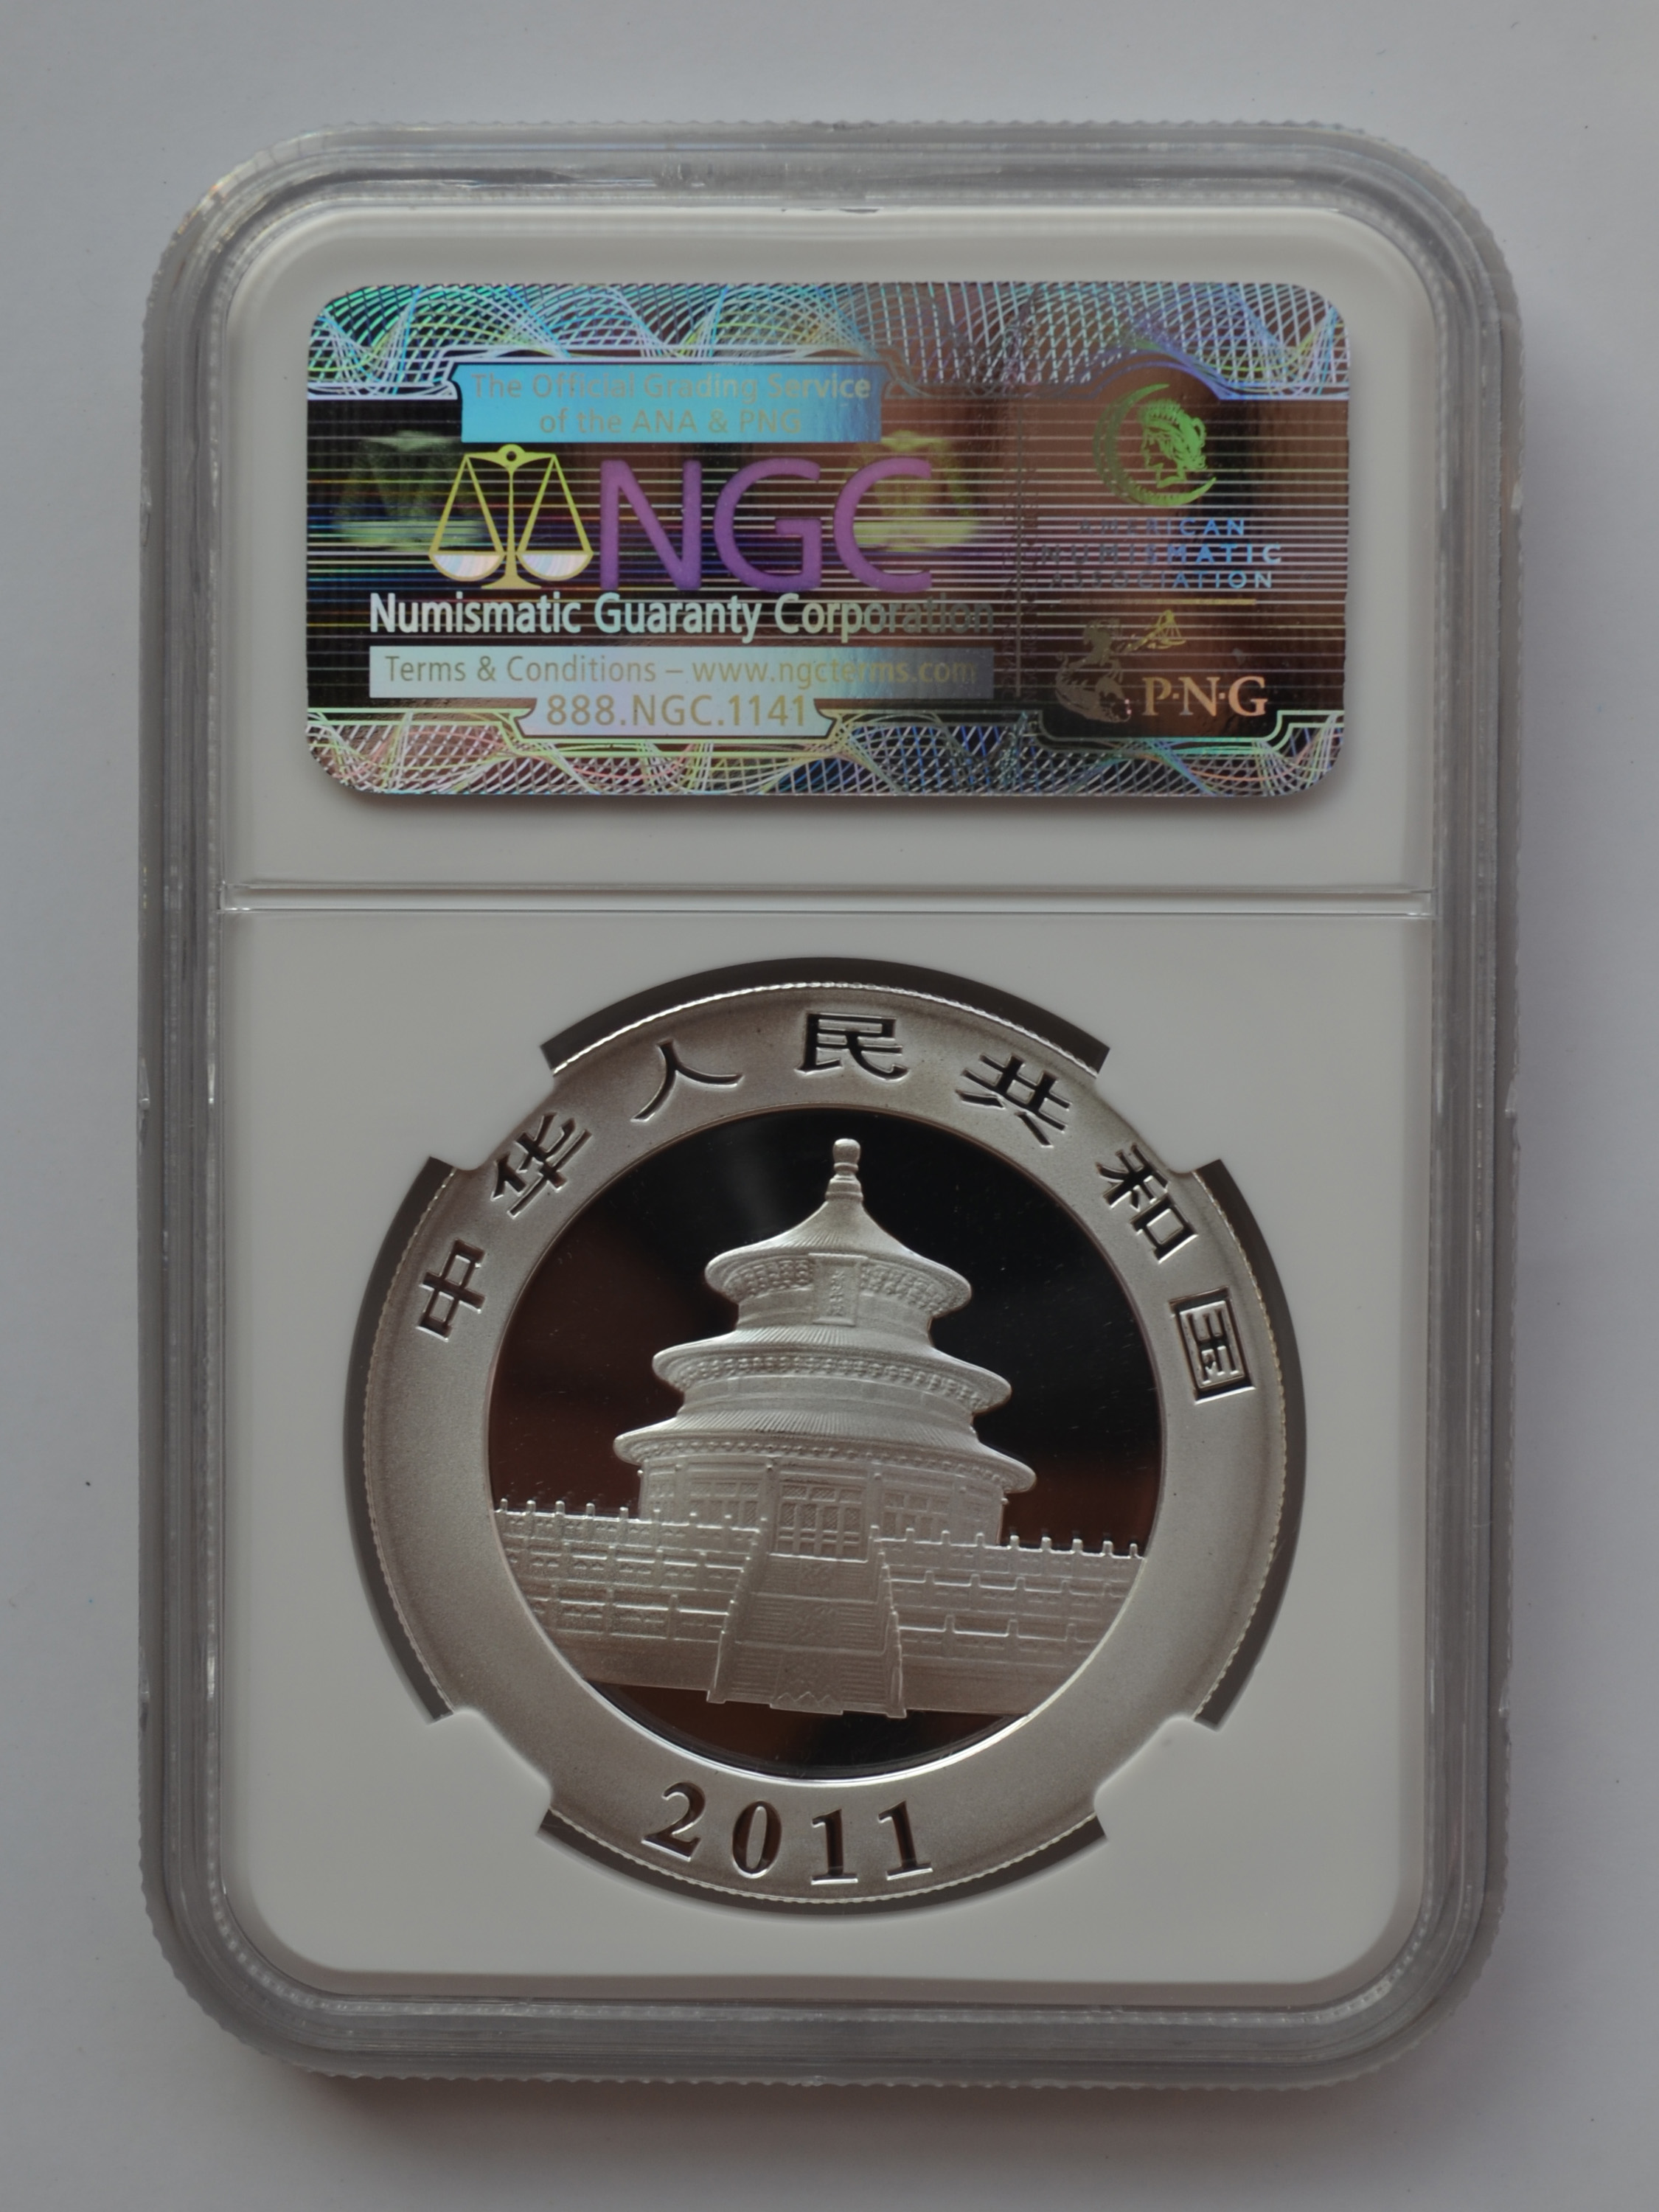 The Official Grading Service
of the ANA & PNG
NGC
Numismatic Guaranty Corporation
Terms & Conditions – www.ngcterms.com
888.NGC.1141
AMERICAN
NUMISMATIC
ASSOCIATION
P·N·G
中华人民共和国
2011